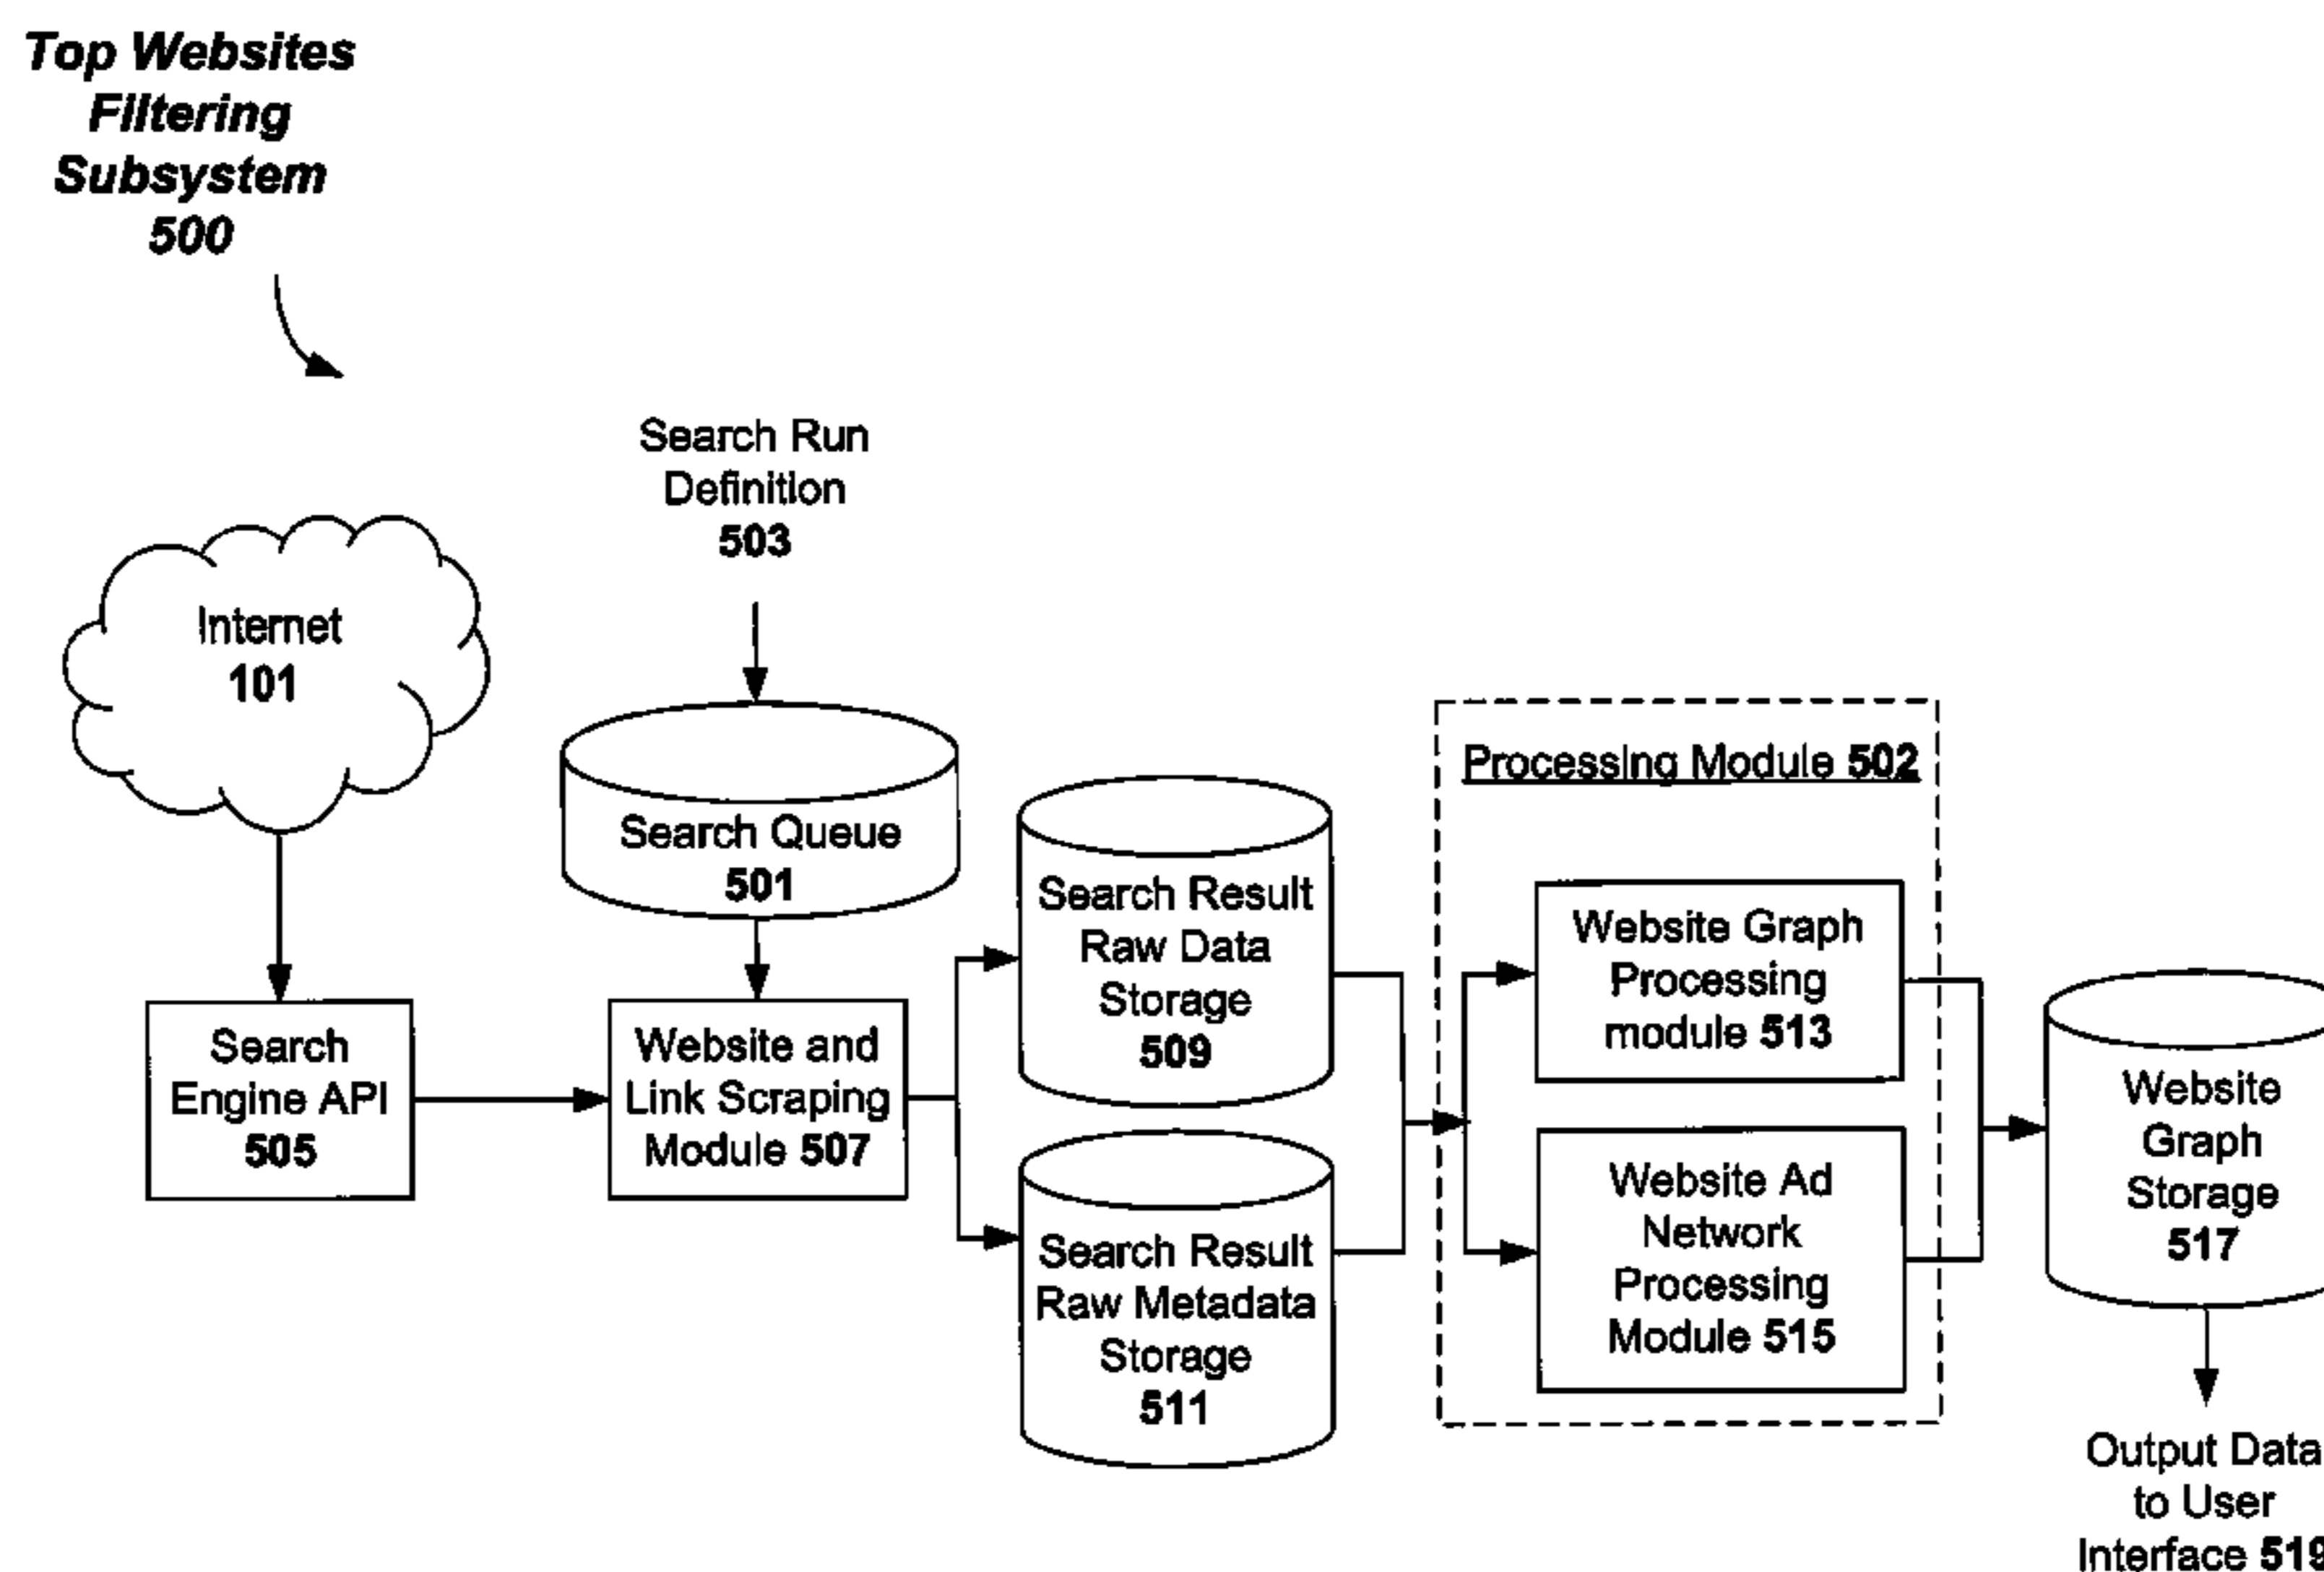 Top Websites
Filtering
Subsystem
500
Search Run
Definition
503
Internet
101
Search Queue
501
Search
Engine API
505
Website and
Link Scraping
Module 507
Search Result
Raw Data
Storage
509
Search Result
Raw Metadata
Storage
511
Processing Module 502
Website Graph
Processing
module 513
Website Ad
Network
Processing
Module 515
Website
Graph
Storage
517
Output Data
to User
Interface 519